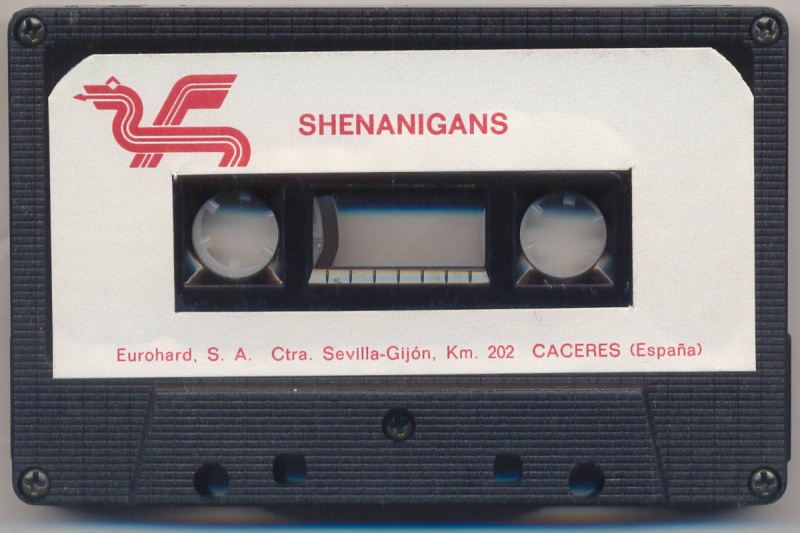 SHENANIGANS
Eurohard, S. A. Ctra. Sevilla-Gijón, Km. 202 CACERES (España)